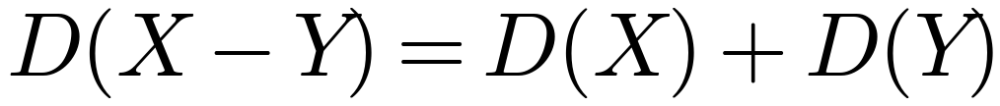 D(X − Y) = D(X) + D(Y)